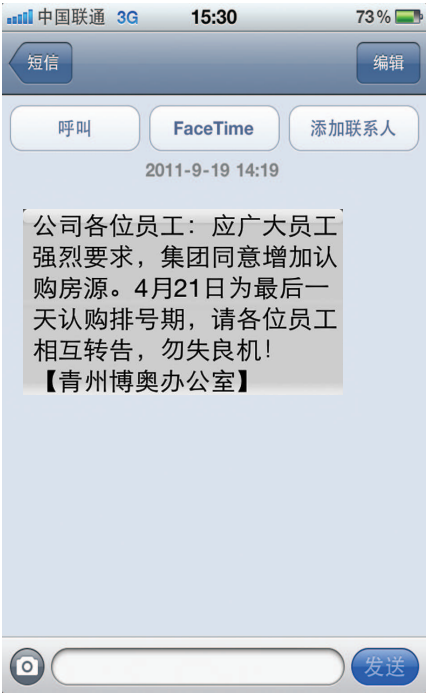 中国联通 3G 15:30 73%
短信 编辑
呼叫 FaceTime 添加联系人
2011-9-19 14:19
公司各位员工：应广大员工
强烈要求，集团同意增加认
购房源。4月21日为最后一
天认购排号期，请各位员工
相互转告，勿失良机！
【青州博奥办公室】
发送